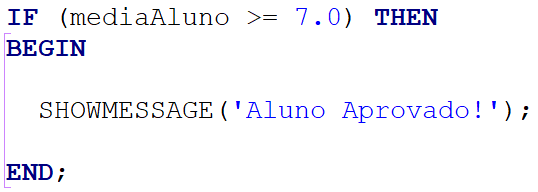 IF (mediaAluno >= 7.0) THEN
BEGIN
SHOWMESSAGE('Aluno Aprovado!');
END;